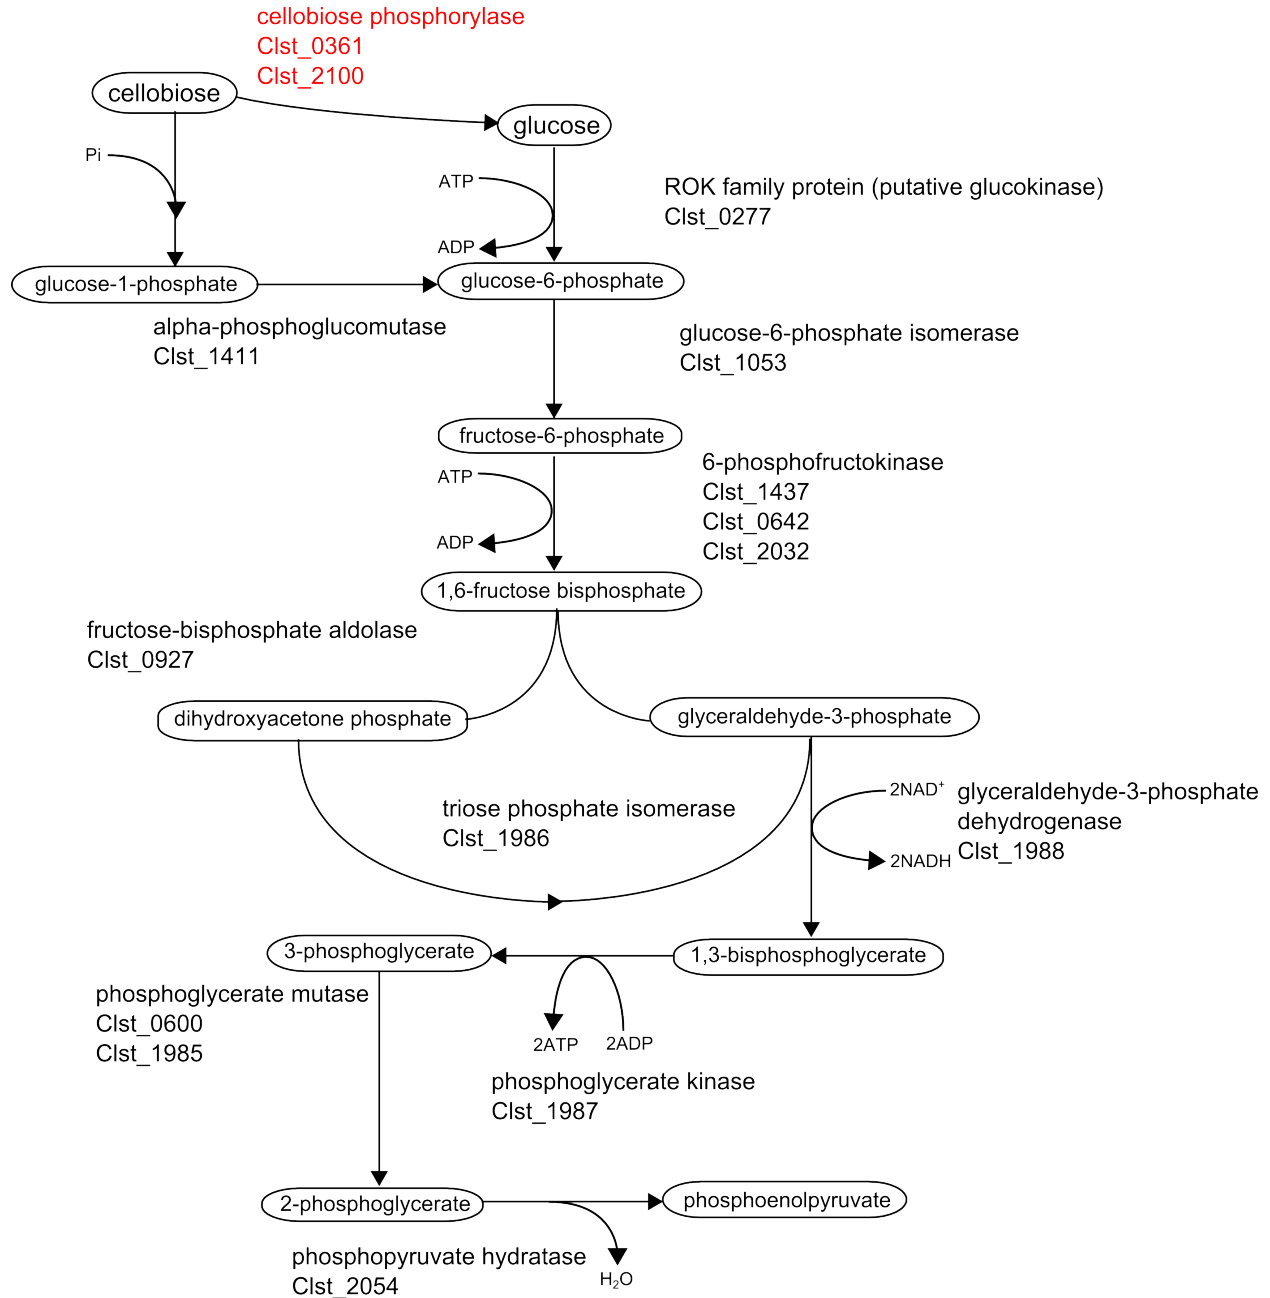 cellobiose phosphorylase
Clst_0361
Clst_2100
cellobiose
glucose
Pi
ATP
ADP
ROK family protein (putative glucokinase)
Clst_0277
glucose-1-phosphate
glucose-6-phosphate
alpha-phosphoglucomutase
Clst_1411
glucose-6-phosphate isomerase
Clst_1053
fructose-6-phosphate
ATP
ADP
6-phosphofructokinase
Clst_1437
Clst_0642
Clst_2032
1,6-fructose bisphosphate
fructose-bisphosphate aldolase
Clst_0927
dihydroxyacetone phosphate
glyceraldehyde-3-phosphate
triose phosphate isomerase
Clst_1986
2NAD⁺
2NADH
glyceraldehyde-3-phosphate
dehydrogenase
Clst_1988
3-phosphoglycerate
1,3-bisphosphoglycerate
phosphoglycerate mutase
Clst_0600
Clst_1985
2ATP
2ADP
phosphoglycerate kinase
Clst_1987
2-phosphoglycerate
phosphoenolpyruvate
phosphopyruvate hydratase
Clst_2054
H₂O